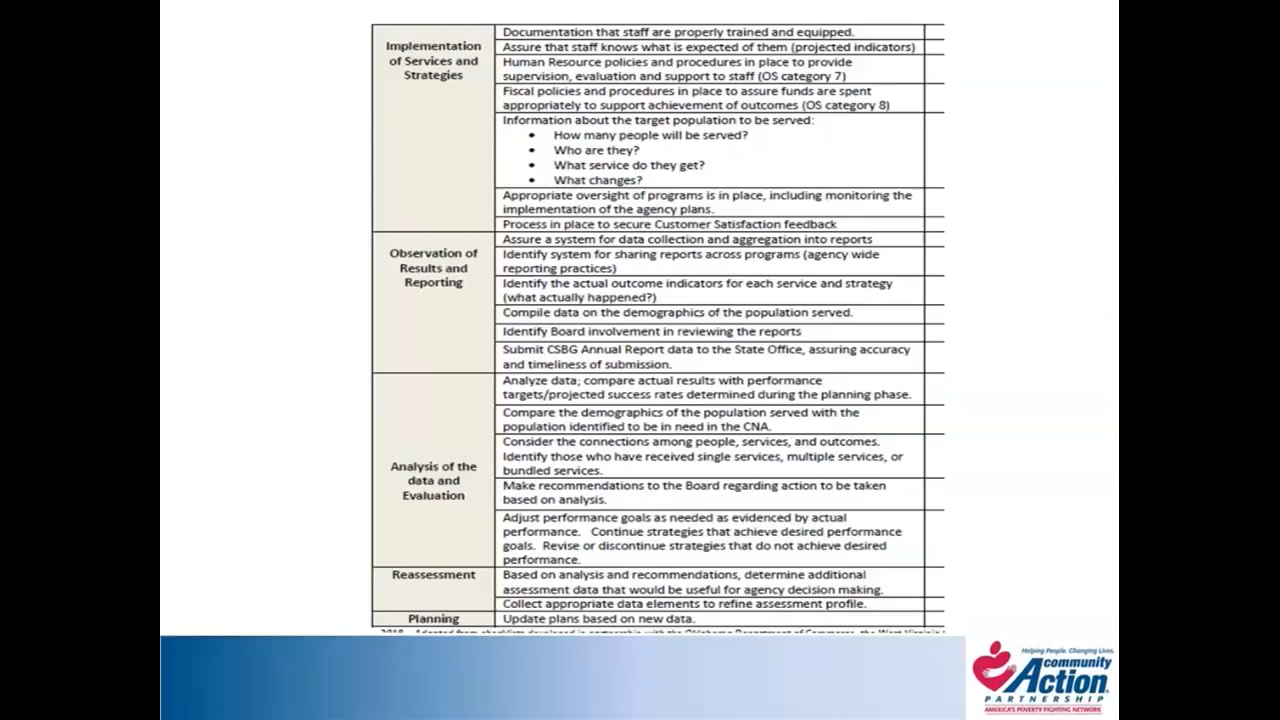 Implementation
of Services and
Strategies
Documentation that staff are properly trained and equipped.
Assure that staff knows what is expected of them (projected indicators)
Human Resource policies and procedures in place to provide
supervision, evaluation and support to staff (OS category 7)
Fiscal policies and procedures in place to assure funds are spent
appropriately to support achievement of outcomes (OS category 8)
Information about the target population to be served:
• How many people will be served?
• Who are they?
• What service do they get?
• What changes?
Appropriate oversight of programs is in place, including monitoring the
implementation of the agency plans.
Process in place to secure Customer Satisfaction feedback
Observation of
Results and
Reporting
Assure a system for data collection and aggregation into reports
Identify system for sharing reports across programs (agency wide
reporting practices)
Identify the actual outcome indicators for each service and strategy
(what actually happened?)
Compile data on the demographics of the population served.
Identify Board involvement in reviewing the reports
Submit CSBG Annual Report data to the State Office, assuring accuracy
and timeliness of submission.
Analysis of the
data and
Evaluation
Analyze data; compare actual results with performance
targets/projected success rates determined during the planning phase.
Compare the demographics of the population served with the
population identified to be in need in the CNA.
Consider the connections among people, services, and outcomes.
Identify those who have received single services, multiple services, or
bundled services.
Make recommendations to the Board regarding action to be taken
based on analysis.
Adjust performance goals as needed as evidenced by actual
performance. Continue strategies that achieve desired performance
goals. Revise or discontinue strategies that do not achieve desired
performance.
Reassessment
Based on analysis and recommendations, determine additional
assessment data that would be useful for agency decision making.
Collect appropriate data elements to refine assessment profile.
Planning
Update plans based on new data.
Helping People. Changing Lives.
community
Action
PARTNERSHIP
AMERICA'S POVERTY FIGHTING NETWORK